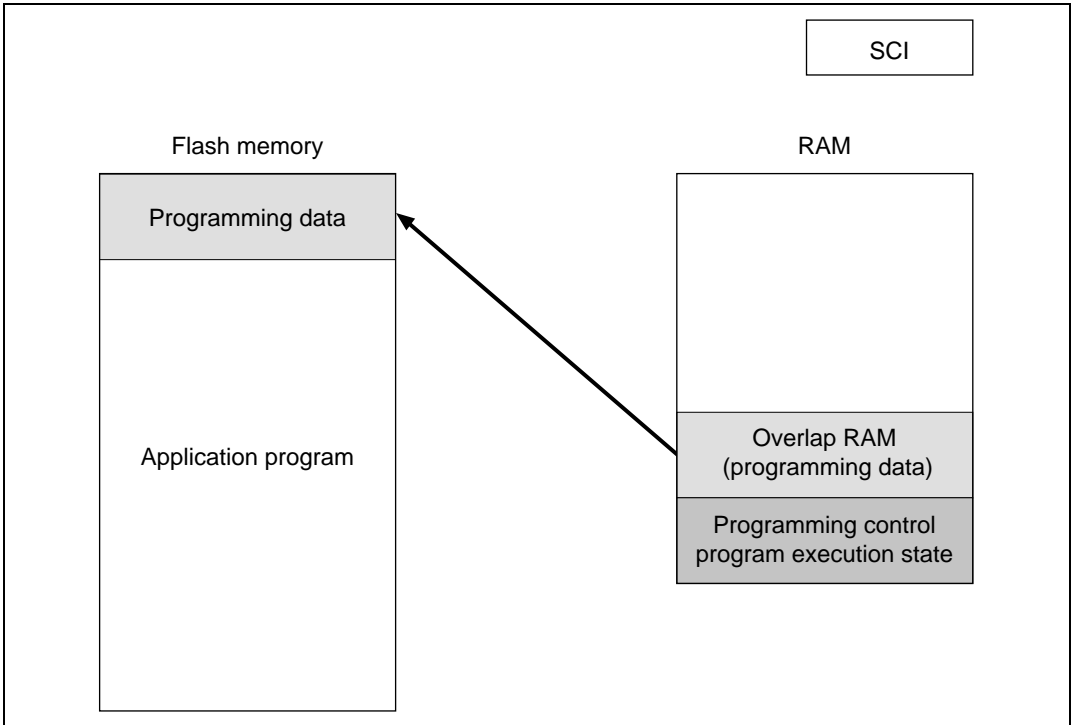 SCI
Flash memory
RAM
Programming data
Application program
Overlap RAM
(programming data)
Programming control
program execution state